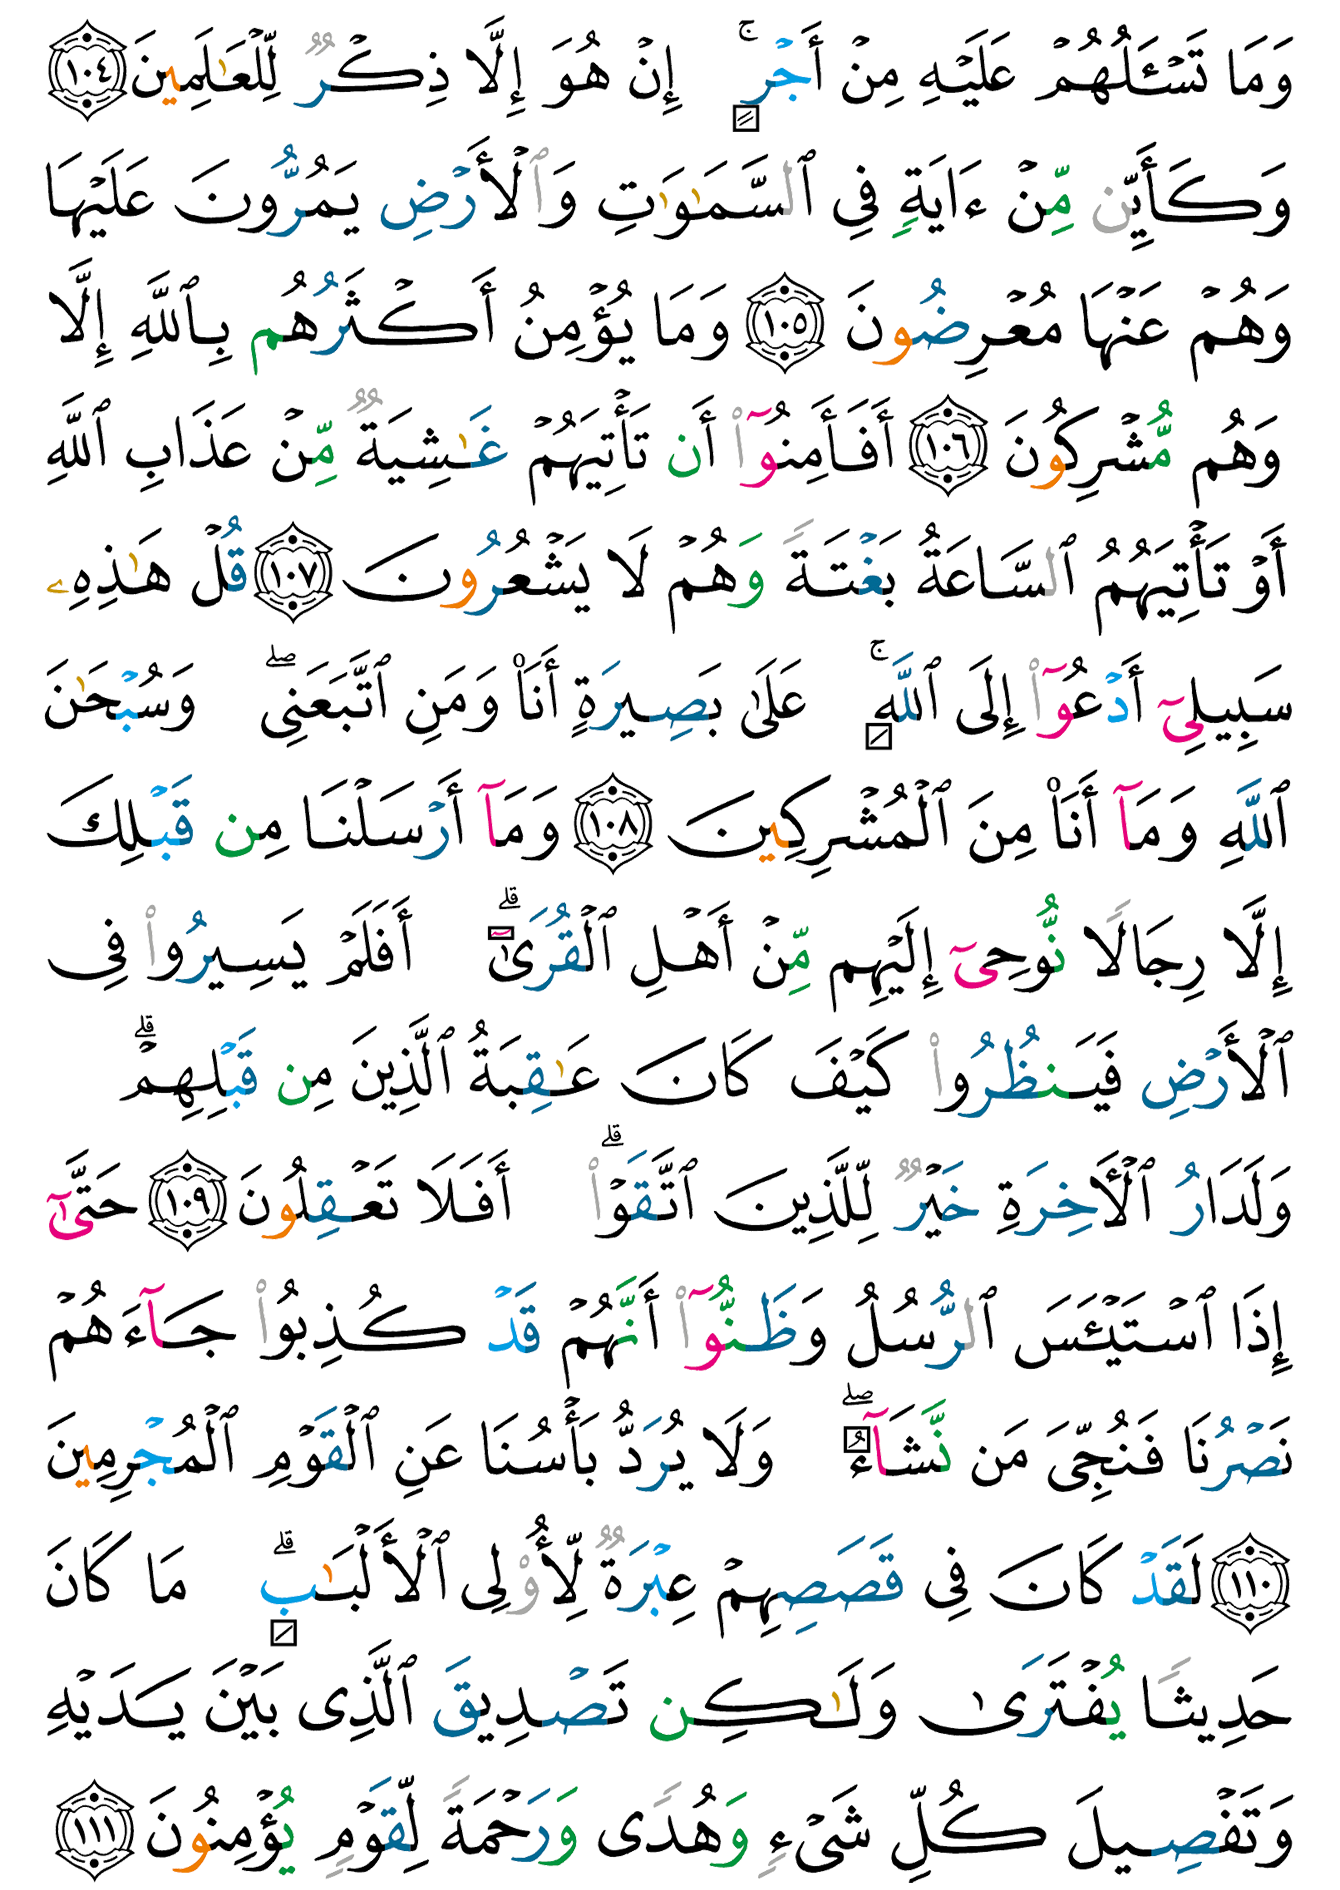 وَمَا تَسْـَٔلُهُمْ عَلَيْهِ مِنْ أَجْرٍ ۚ إِنْ هُوَ إِلَّا ذِكْرٌ لِّلْعَـٰلَمِينَ ١٠٤
وَكَأَيِّن مِّنْ ءَايَةٍ فِى ٱلسَّمَـٰوَٰتِ وَٱلْأَرْضِ يَمُرُّونَ عَلَيْهَا
وَهُمْ عَنْهَا مُعْرِضُونَ ١٠٥ وَمَا يُؤْمِنُ أَكْثَرُهُم بِٱللَّهِ إِلَّا
وَهُم مُّشْرِكُونَ ١٠٦ أَفَأَمِنُوٓا۟ أَن تَأْتِيَهُمْ غَـٰشِيَةٌ مِّنْ عَذَابِ ٱللَّهِ
أَوْ تَأْتِيَهُمُ ٱلسَّاعَةُ بَغْتَةً وَهُمْ لَا يَشْعُرُونَ ١٠٧ قُلْ هَـٰذِهِۦ
سَبِيلِىٓ أَدْعُوٓا۟ إِلَى ٱللَّهِ ۚ عَلَىٰ بَصِيرَةٍ أَنَا۠ وَمَنِ ٱتَّبَعَنِى ۖ وَسُبْحَـٰنَ
ٱللَّهِ وَمَآ أَنَا۠ مِنَ ٱلْمُشْرِكِينَ ١٠٨ وَمَآ أَرْسَلْنَا مِن قَبْلِكَ
إِلَّا رِجَالًا نُّوحِىٓ إِلَيْهِم مِّنْ أَهْلِ ٱلْقُرَىٰٓ ۗ أَفَلَمْ يَسِيرُوا۟ فِى
ٱلْأَرْضِ فَيَنظُرُوا۟ كَيْفَ كَانَ عَـٰقِبَةُ ٱلَّذِينَ مِن قَبْلِهِمْ ۗ
وَلَدَارُ ٱلْـَٔاخِرَةِ خَيْرٌ لِّلَّذِينَ ٱتَّقَوْا۟ ۗ أَفَلَا تَعْقِلُونَ ١٠٩ حَتَّىٰٓ
إِذَا ٱسْتَيْـَٔسَ ٱلرُّسُلُ وَظَنُّوٓا۟ أَنَّهُمْ قَدْ كُذِبُوا۟ جَآءَهُمْ
نَصْرُنَا فَنُجِّىَ مَن نَّشَآءُ ۖ وَلَا يُرَدُّ بَأْسُنَا عَنِ ٱلْقَوْمِ ٱلْمُجْرِمِينَ
١١٠ لَقَدْ كَانَ فِى قَصَصِهِمْ عِبْرَةٌ لِّأُو۟لِى ٱلْأَلْبَـٰبِ ۗ مَا كَانَ
حَدِيثًا يُفْتَرَىٰ وَلَـٰكِن تَصْدِيقَ ٱلَّذِى بَيْنَ يَدَيْهِ
وَتَفْصِيلَ كُلِّ شَىْءٍ وَهُدًى وَرَحْمَةً لِّقَوْمٍ يُؤْمِنُونَ ١١١